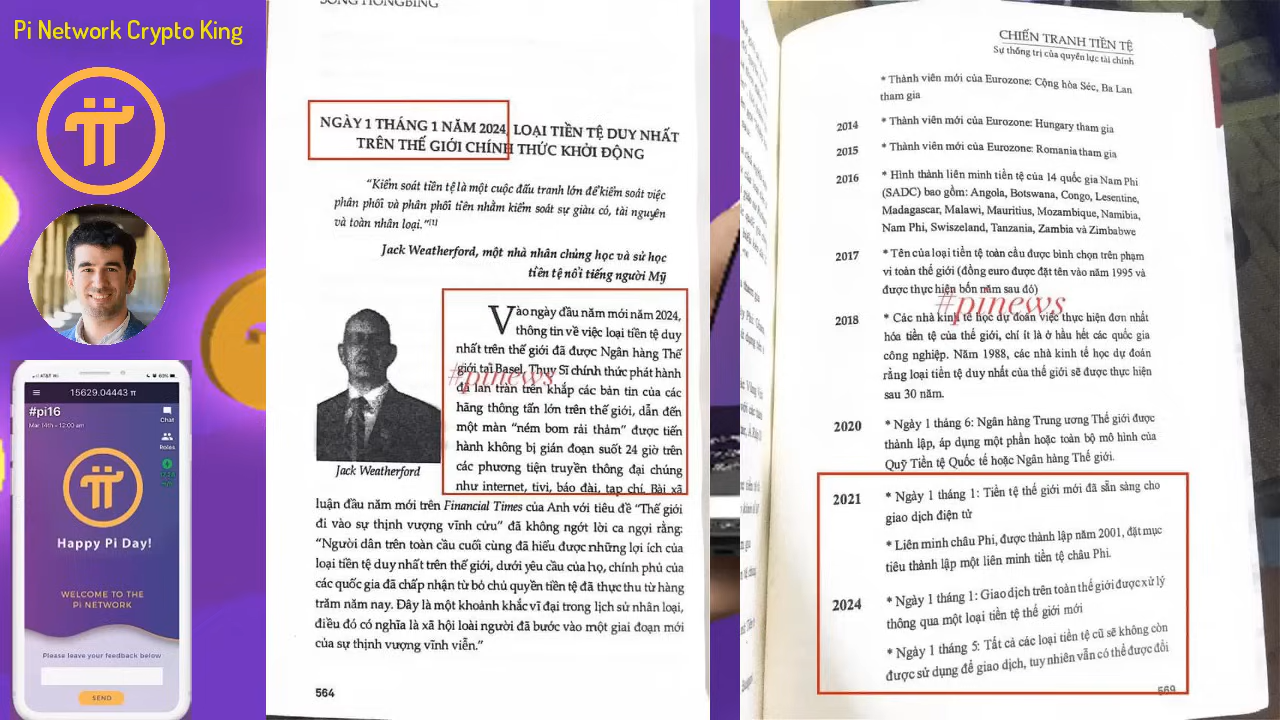 Pi Network Crypto King
SONG HONGBING
NGÀY 1 THÁNG 1 NĂM 2024, LOẠI TIỀN TỆ DUY NHẤT
TRÊN THẾ GIỚI CHÍNH THỨC KHỞI ĐỘNG
“Kiểm soát tiền tệ là một cuộc đấu tranh lớn để kiểm soát việc
phân phối và phân phối tiền nhằm kiểm soát sự giàu có, tài nguyên
và toàn nhân loại.”[1]
Jack Weatherford, một nhà nhân chủng học và sử học
tiền tệ nổi tiếng người Mỹ
Vào ngày đầu năm mới năm 2024,
thông tin về việc loại tiền tệ duy
nhất trên thế giới đã được Ngân hàng Thế
giới tại Basel, Thụy Sĩ chính thức phát hành
đã lan tràn trên khắp các bản tin của các
hãng thông tấn lớn trên thế giới, dẫn đến
một màn “ném bom rải thảm” được tiến
hành không bị gián đoạn suốt 24 giờ trên
các phương tiện truyền thông đại chúng
như internet, tivi, báo đài, tạp chí. Bài xã
#pinews
Jack Weatherford
luận đầu năm mới trên Financial Times của Anh với tiêu đề “Thế giới
đi vào sự thịnh vượng vĩnh cửu” đã không ngớt lời ca ngợi rằng:
“Người dân trên toàn cầu cuối cùng đã hiểu được những lợi ích của
loại tiền tệ duy nhất trên thế giới, dưới yêu cầu của họ, chính phủ của
các quốc gia đã chấp nhận từ bỏ chủ quyền tiền tệ đã thực thu từ hàng
trăm năm nay. Đây là một khoảnh khắc vĩ đại trong lịch sử nhân loại,
điều đó có nghĩa là xã hội loài người đã bước vào một giai đoạn mới
của sự thịnh vượng vĩnh viễn.”
564
CHIẾN TRANH TIỀN TỆ
Sự thống trị của quyền lực tài chính
* Thành viên mới của Eurozone: Cộng hòa Séc, Ba Lan
tham gia
2014 * Thành viên mới của Eurozone: Hungary tham gia
2015 * Thành viên mới của Eurozone: Romania tham gia
2016 * Hình thành liên minh tiền tệ của 14 quốc gia Nam Phi
(SADC) bao gồm: Angola, Botswana, Congo, Lesentine,
Madagascar, Malawi, Mauritius, Mozambique, Namibia,
Nam Phi, Swiszeland, Tanzania, Zambia và Zimbabwe
2017 * Tên của loại tiền tệ toàn cầu được bình chọn trên phạm
vi toàn thế giới (đồng euro được đặt tên vào năm 1995 và
được thực hiện bốn năm sau đó)
#pinews
2018 * Các nhà kinh tế học dự đoán việc thực hiện đơn nhất
hóa tiền tệ của thế giới, chí ít là ở hầu hết các quốc gia
công nghiệp. Năm 1988, các nhà kinh tế học dự đoán
rằng loại tiền tệ duy nhất của thế giới sẽ được thực hiện
sau 30 năm.
2020 * Ngày 1 tháng 6: Ngân hàng Trung ương Thế giới được
thành lập, áp dụng một phần hoặc toàn bộ mô hình của
Quỹ Tiền tệ Quốc tế hoặc Ngân hàng Thế giới.
2021 * Ngày 1 tháng 1: Tiền tệ thế giới mới đã sẵn sàng cho
giao dịch điện tử
* Liên minh châu Phi, được thành lập năm 2001, đặt mục
tiêu thành lập một liên minh tiền tệ châu Phi.
2024 * Ngày 1 tháng 1: Giao dịch trên toàn thế giới được xử lý
thông qua một loại tiền tệ thế giới mới
* Ngày 1 tháng 5: Tất cả các loại tiền tệ cũ sẽ không còn
được sử dụng để giao dịch, tuy nhiên vẫn có thể được đổi
569
15629.04443 π
#pi16
Mar 14th - 12:00 am
Chat
Roles
Happy Pi Day!
WELCOME TO THE
Pi NETWORK
Please leave your feedback below
SEND